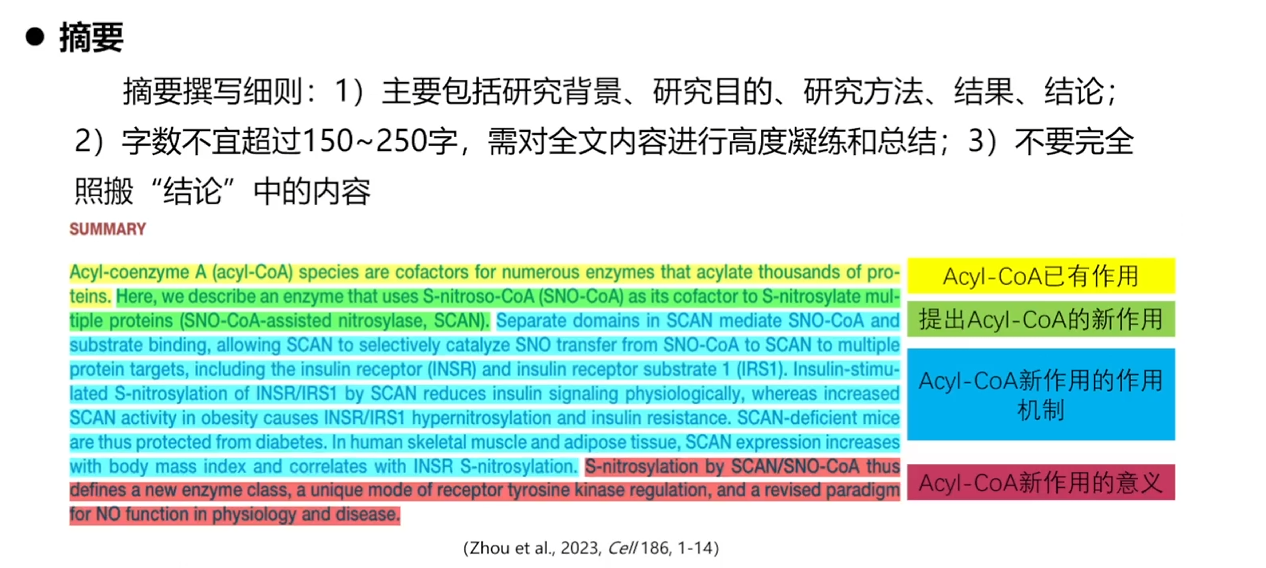 ● 摘要
摘要撰写细则：1）主要包括研究背景、研究目的、研究方法、结果、结论；
2）字数不宜超过150~250字，需对全文内容进行高度凝练和总结；3）不要完全
照搬“结论”中的内容
SUMMARY
Acyl-coenzyme A (acyl-CoA) species are cofactors for numerous enzymes that acylate thousands of pro-
teins. Here, we describe an enzyme that uses S-nitroso-CoA (SNO-CoA) as its cofactor to S-nitrosylate mul-
tiple proteins (SNO-CoA-assisted nitrosylase, SCAN). Separate domains in SCAN mediate SNO-CoA and
substrate binding, allowing SCAN to selectively catalyze SNO transfer from SNO-CoA to SCAN to multiple
protein targets, including the insulin receptor (INSR) and insulin receptor substrate 1 (IRS1). Insulin-stimu-
lated S-nitrosylation of INSR/IRS1 by SCAN reduces insulin signaling physiologically, whereas increased
SCAN activity in obesity causes INSR/IRS1 hypernitrosylation and insulin resistance. SCAN-deficient mice
are thus protected from diabetes. In human skeletal muscle and adipose tissue, SCAN expression increases
with body mass index and correlates with INSR S-nitrosylation. S-nitrosylation by SCAN/SNO-CoA thus
defines a new enzyme class, a unique mode of receptor tyrosine kinase regulation, and a revised paradigm
for NO function in physiology and disease.
Acyl-CoA已有作用
提出Acyl-CoA的新作用
Acyl-CoA新作用的作用
机制
Acyl-CoA新作用的意义
(Zhou et al., 2023, Cell 186, 1-14)